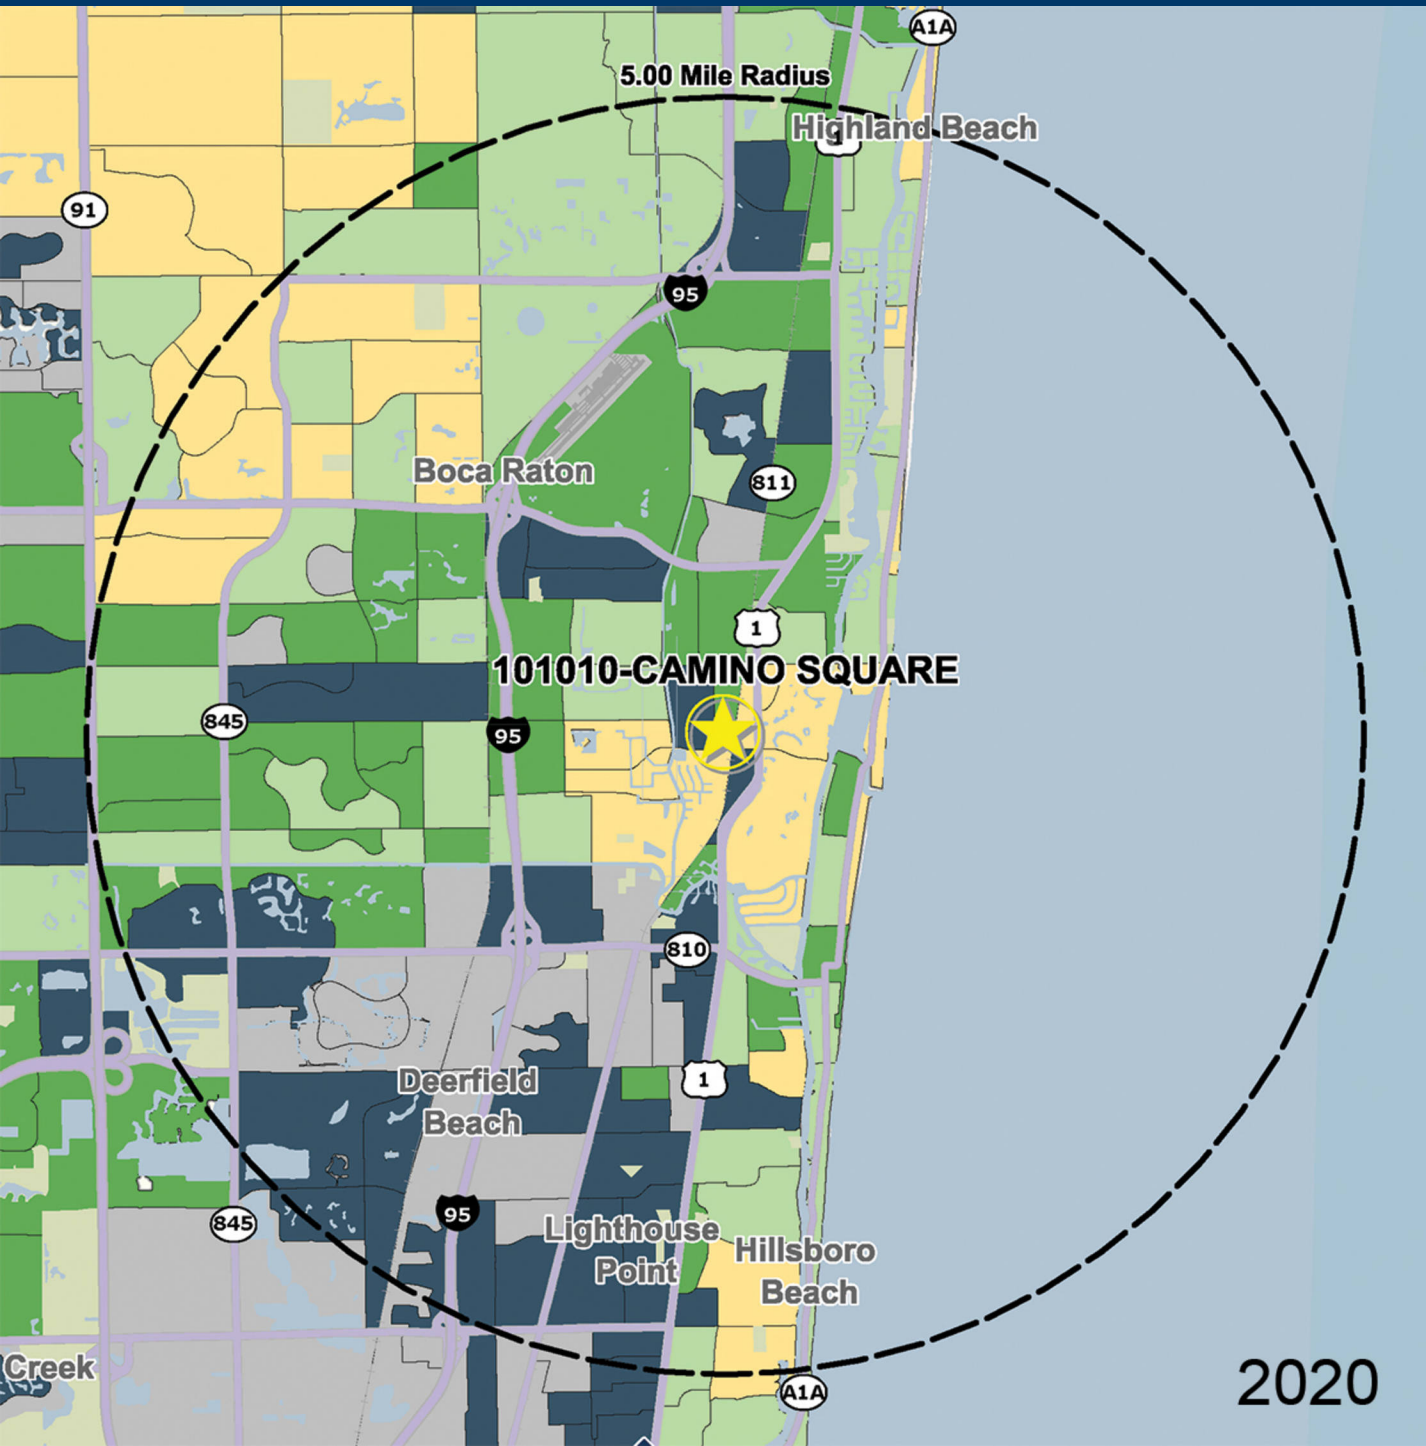 A1A
5.00 Mile Radius
Highland Beach
1
91
95
Boca Raton
811
1
101010-CAMINO SQUARE
845
95
810
Deerfield
Beach
1
845
95
Lighthouse
Point
Hillsboro
Beach
Creek
A1A
2020